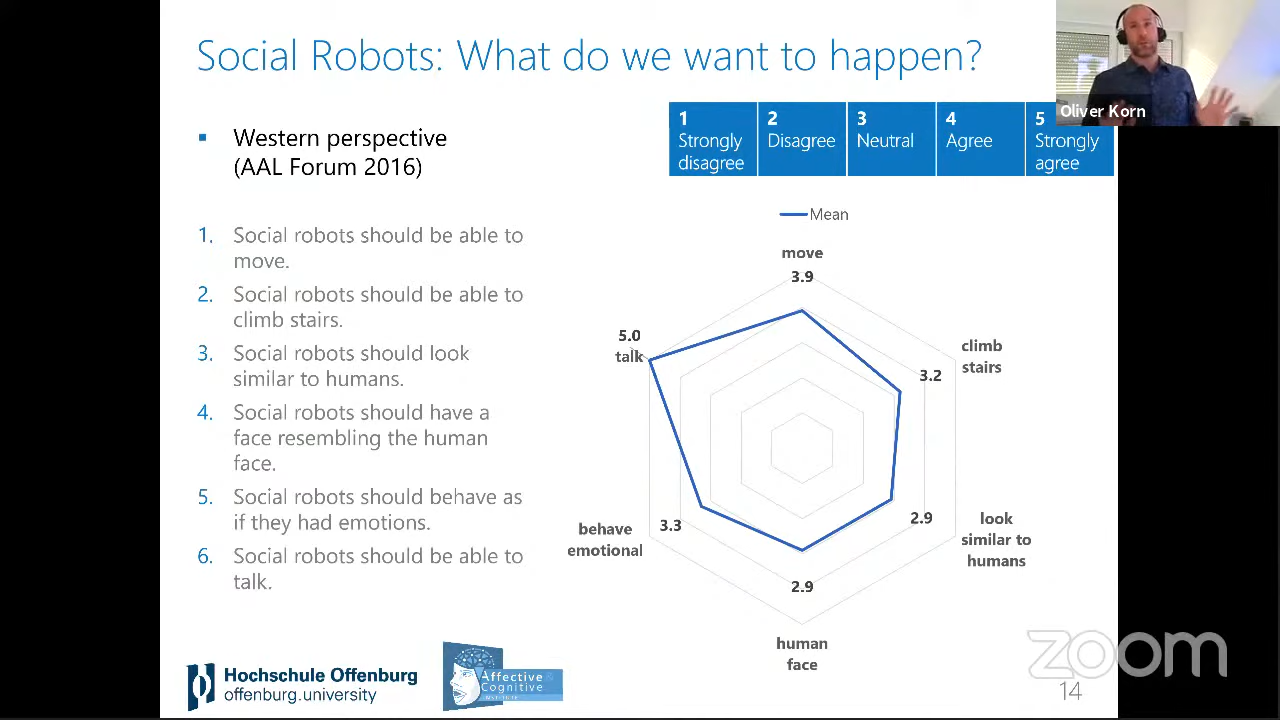 Social Robots: What do we want to happen?
Oliver Korn
▪ Western perspective
(AAL Forum 2016)
1 Strongly disagree
2 Disagree
3 Neutral
4 Agree
5 Strongly agree
1. Social robots should be able to
move.
2. Social robots should be able to
climb stairs.
3. Social robots should look
similar to humans.
4. Social robots should have a
face resembling the human
face.
5. Social robots should behave as
if they had emotions.
6. Social robots should be able to
talk.
Mean
move
3.9
climb
stairs
3.2
look
similar to
humans
2.9
human
face
2.9
behave
emotional
3.3
5.0
talk
Hochschule Offenburg
offenburg.university
Affective &
Cognitive
INSTITUTE
zoom
14